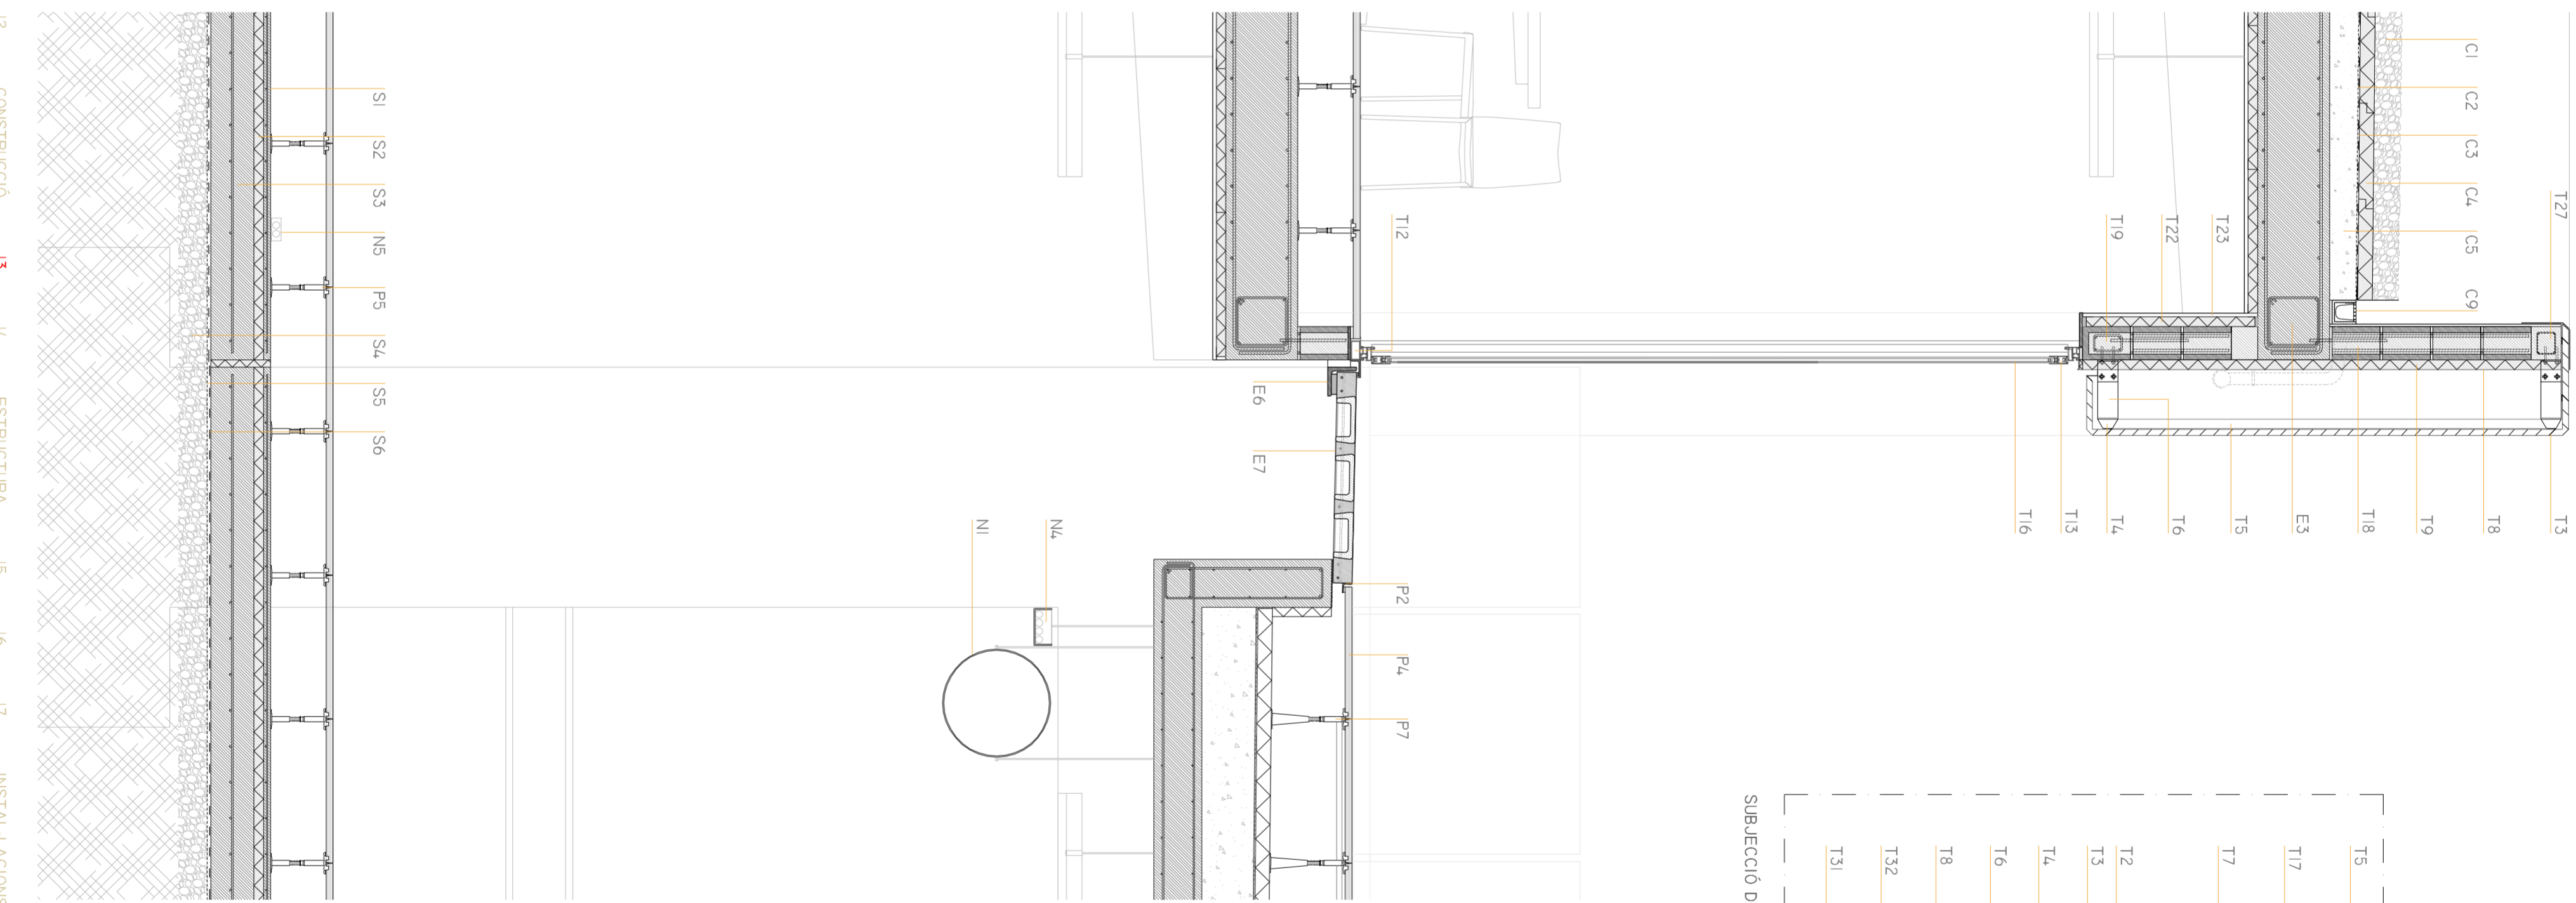 T27
C1 C2 C3 C4 C5 C9
T3
T8
T9
T18
E3
T5
T6
T4
T13
T16
T23
T22
T19
T5
T17
T7
T2
T3
T4
T6
T8
T32
T31
SUBJECCIÓ D
T12
P2 P4 P7
E6 E7
N4
N1
S1 S2 S3 N5 P5 S4 S5 S6
CONSTRUCCIÓ ESTRUCTURA INSTAL·LACIONS